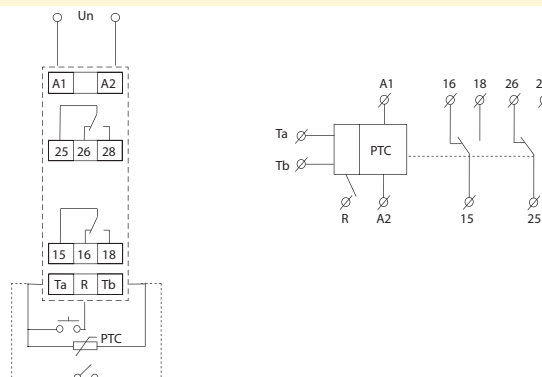 Un
A1 A2
25 26 28
15 16 18
Ta R Tb
PTC
A1 16 18 26
Ta
PTC
Tb
R A2 15 25